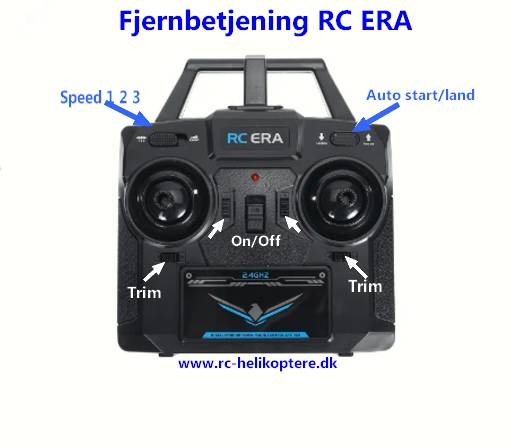 Fjernbetjening RC ERA
Speed 1 2 3
Auto start/land
RC ERA
On/Off
Trim
Trim
2.4GHZ
www.rc-helikoptere.dk